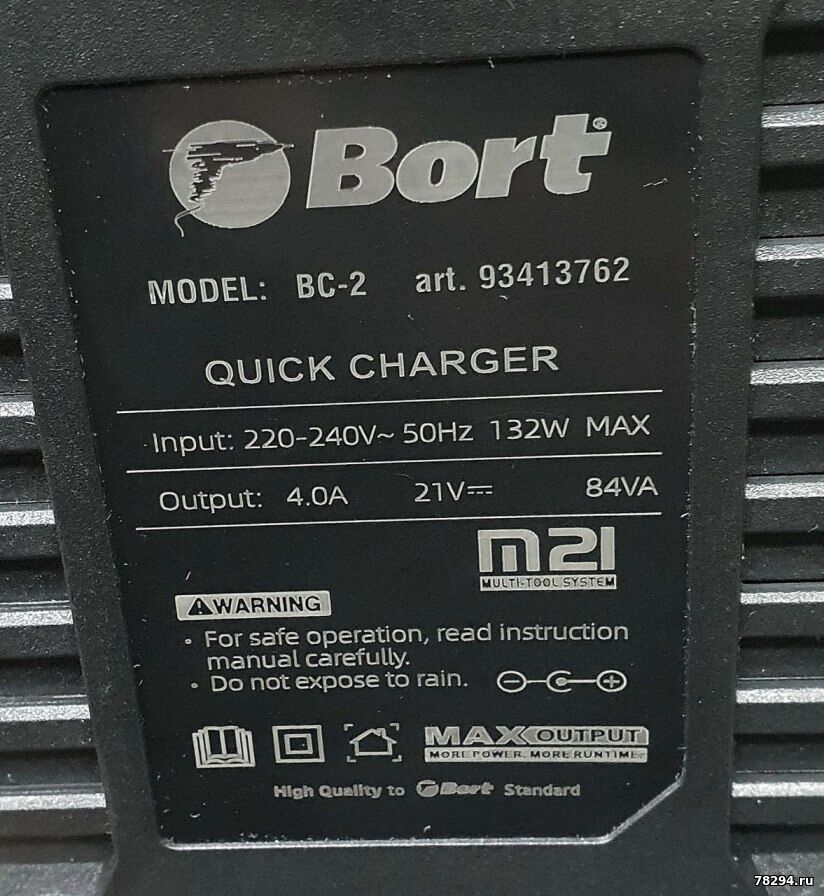 Bort®
MODEL: BC-2 art. 93413762
QUICK CHARGER
Input: 220-240V~ 50Hz 132W MAX
Output: 4.0A 21V⎓ 84VA
M21
MULTI-TOOL SYSTEM
WARNING
• For safe operation, read instruction
manual carefully.
• Do not expose to rain.
MAX OUTPUT
MORE POWER. MORE RUNTIME.
High Quality to Bort Standard
78294.ru